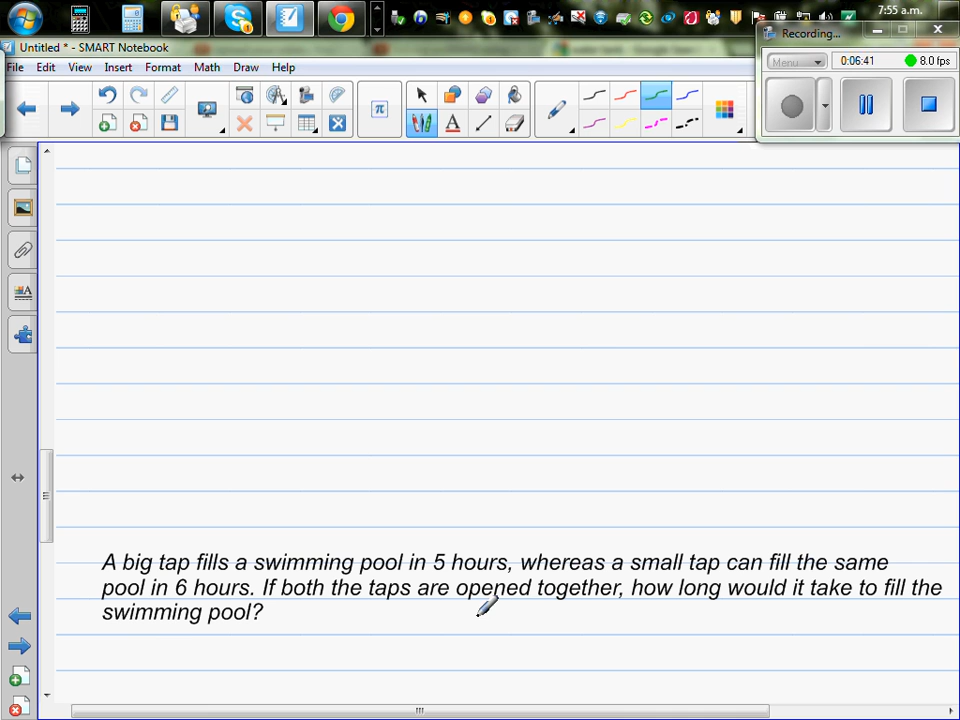 7:55 a.m.
Untitled * - SMART Notebook
Recording...
File Edit View Insert Format Math Draw Help
Menu 0:06:41 8.0 fps
π
A big tap fills a swimming pool in 5 hours, whereas a small tap can fill the same
pool in 6 hours. If both the taps are opened together, how long would it take to fill the
swimming pool?